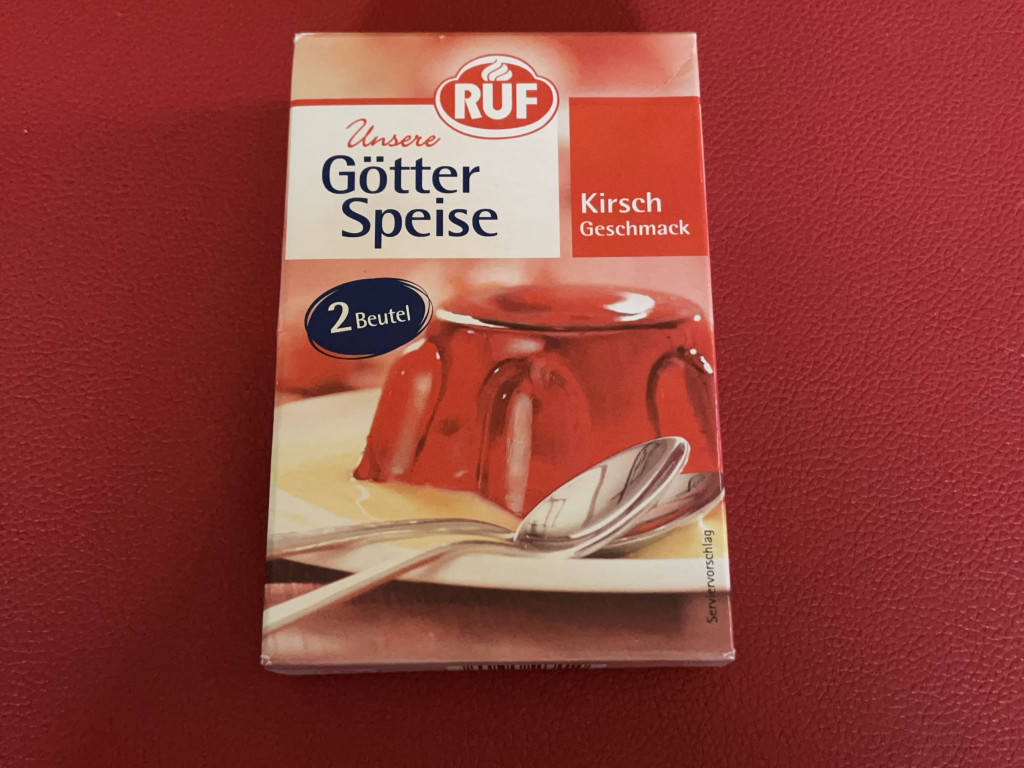 RUF
Unsere
Götter
Speise
Kirsch
Geschmack
2 Beutel
Serviervorschlag